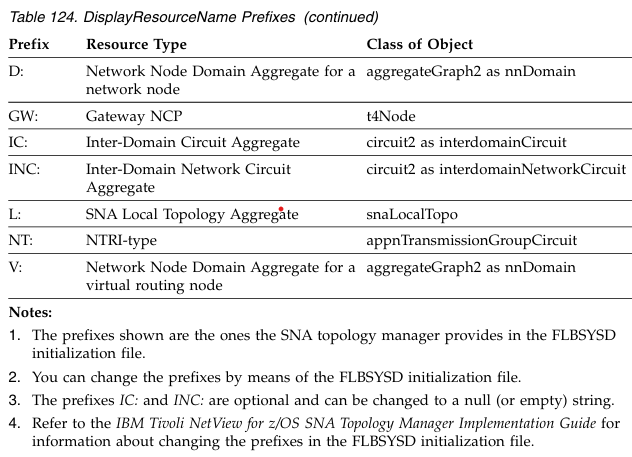 Table 124. DisplayResourceName Prefixes (continued)
Prefix Resource Type Class of Object
D: Network Node Domain Aggregate for a aggregateGraph2 as nnDomain
network node
GW: Gateway NCP t4Node
IC: Inter-Domain Circuit Aggregate circuit2 as interdomainCircuit
INC: Inter-Domain Network Circuit circuit2 as interdomainNetworkCircuit
Aggregate
L: SNA Local Topology Aggregate snaLocalTopo
NT: NTRI-type appnTransmissionGroupCircuit
V: Network Node Domain Aggregate for a aggregateGraph2 as nnDomain
virtual routing node
Notes:
1. The prefixes shown are the ones the SNA topology manager provides in the FLBSYSD
initialization file.
2. You can change the prefixes by means of the FLBSYSD initialization file.
3. The prefixes IC: and INC: are optional and can be changed to a null (or empty) string.
4. Refer to the IBM Tivoli NetView for z/OS SNA Topology Manager Implementation Guide for
information about changing the prefixes in the FLBSYSD initialization file.